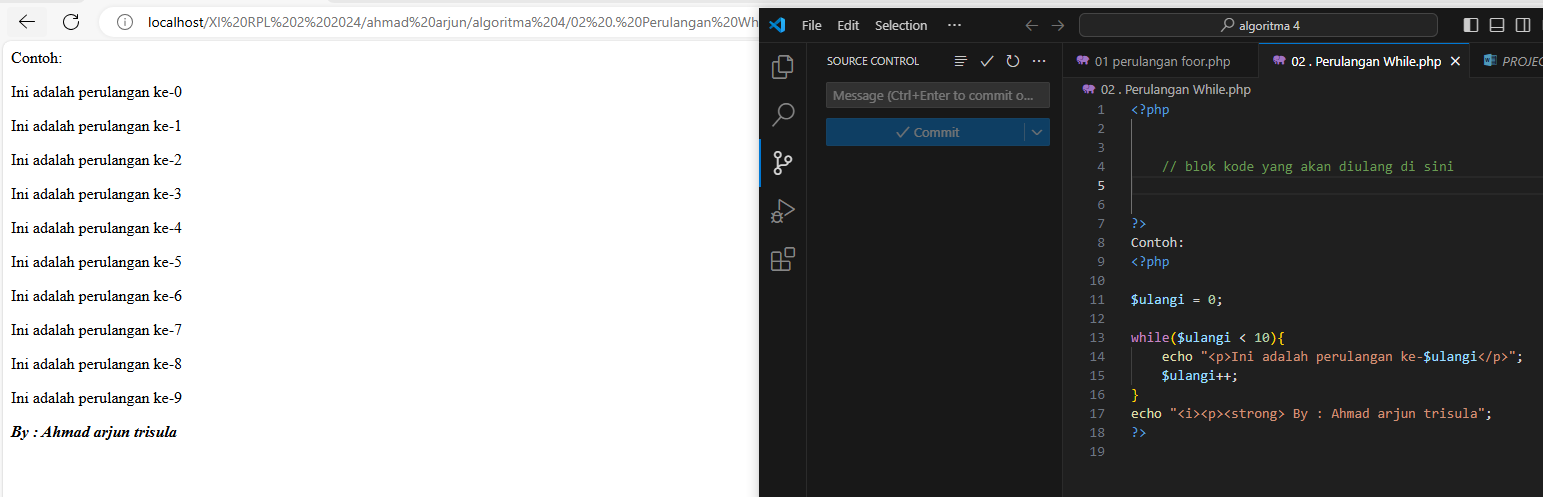 localhost/XI%20RPL%202%202024/ahmad%20arjun/algoritma%204/02%20.%20Perulangan%20Wh
Contoh:
Ini adalah perulangan ke-0
Ini adalah perulangan ke-1
Ini adalah perulangan ke-2
Ini adalah perulangan ke-3
Ini adalah perulangan ke-4
Ini adalah perulangan ke-5
Ini adalah perulangan ke-6
Ini adalah perulangan ke-7
Ini adalah perulangan ke-8
Ini adalah perulangan ke-9
By : Ahmad arjun trisula
File Edit Selection ··· algoritma 4
SOURCE CONTROL
Message (Ctrl+Enter to commit o...
Commit
01 perulangan foor.php 02 . Perulangan While.php PROJEC
02 . Perulangan While.php
1 <?php
2
3
4 // blok kode yang akan diulang di sini
5
6
7 ?>
8 Contoh:
9 <?php
10
11 $ulangi = 0;
12
13 while($ulangi < 10){
14 echo "<p>Ini adalah perulangan ke-$ulangi</p>";
15 $ulangi++;
16 }
17 echo "<i><p><strong> By : Ahmad arjun trisula";
18 ?>
19